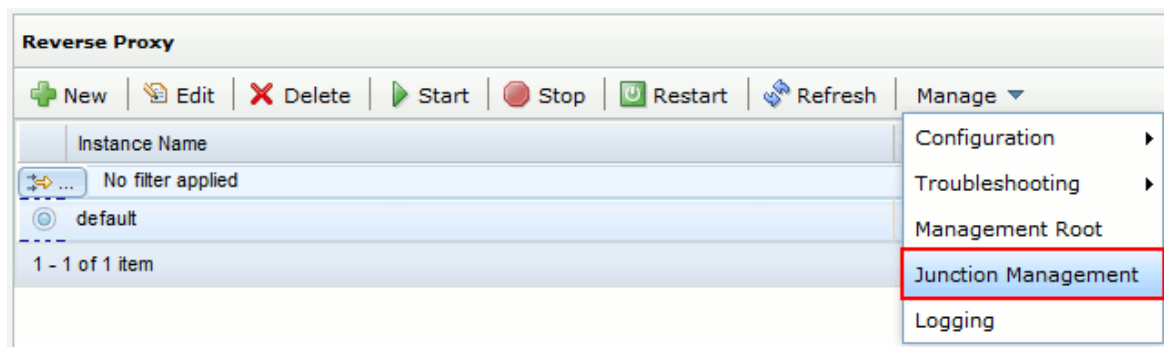 Reverse Proxy
New Edit Delete Start Stop Restart Refresh Manage
Instance Name
Configuration
... No filter applied
Troubleshooting
default
Management Root
1 - 1 of 1 item
Junction Management
Logging